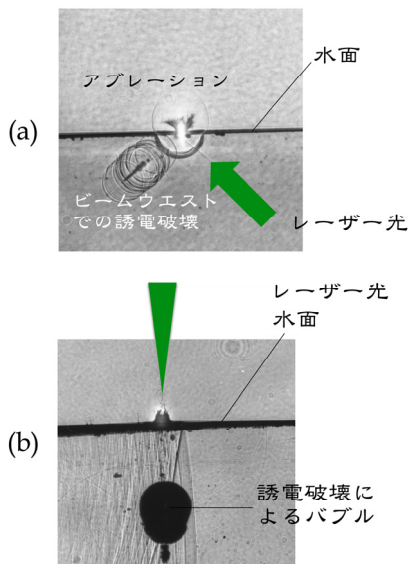 アブレーション
水面
(a)
ビームウエスト
での誘電破壊
レーザー光
レーザー光
水面
(b)
誘電破壊に
よるバブル